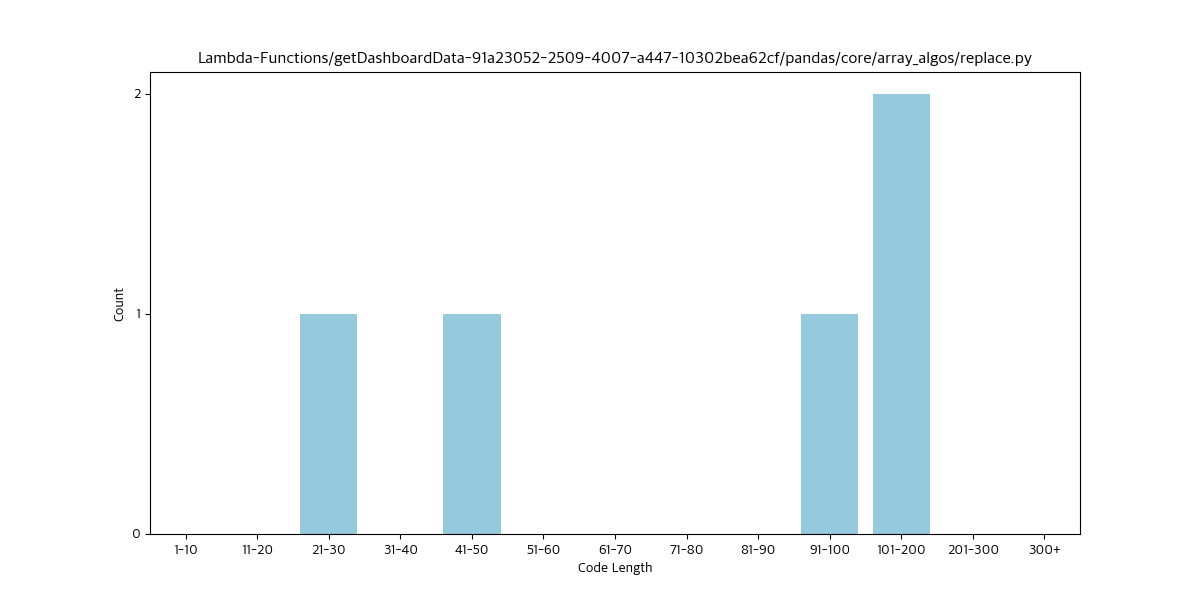 Lambda-Functions/getDashboardData-91a23052-2509-4007-a447-10302bea62cf/pandas/core/array_algos/replace.py
2
1
0
Count
1-10 11-20 21-30 31-40 41-50 51-60 61-70 71-80 81-90 91-100 101-200 201-300 300+
Code Length